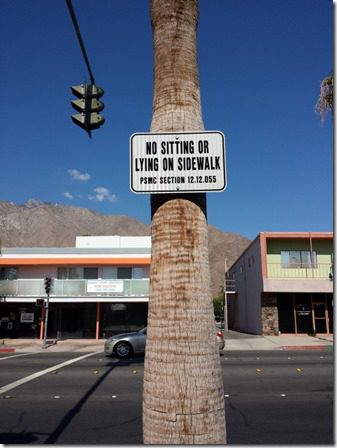 NO SITTING OR
LYING ON SIDEWALK
PSMC SECTION 12.12.055